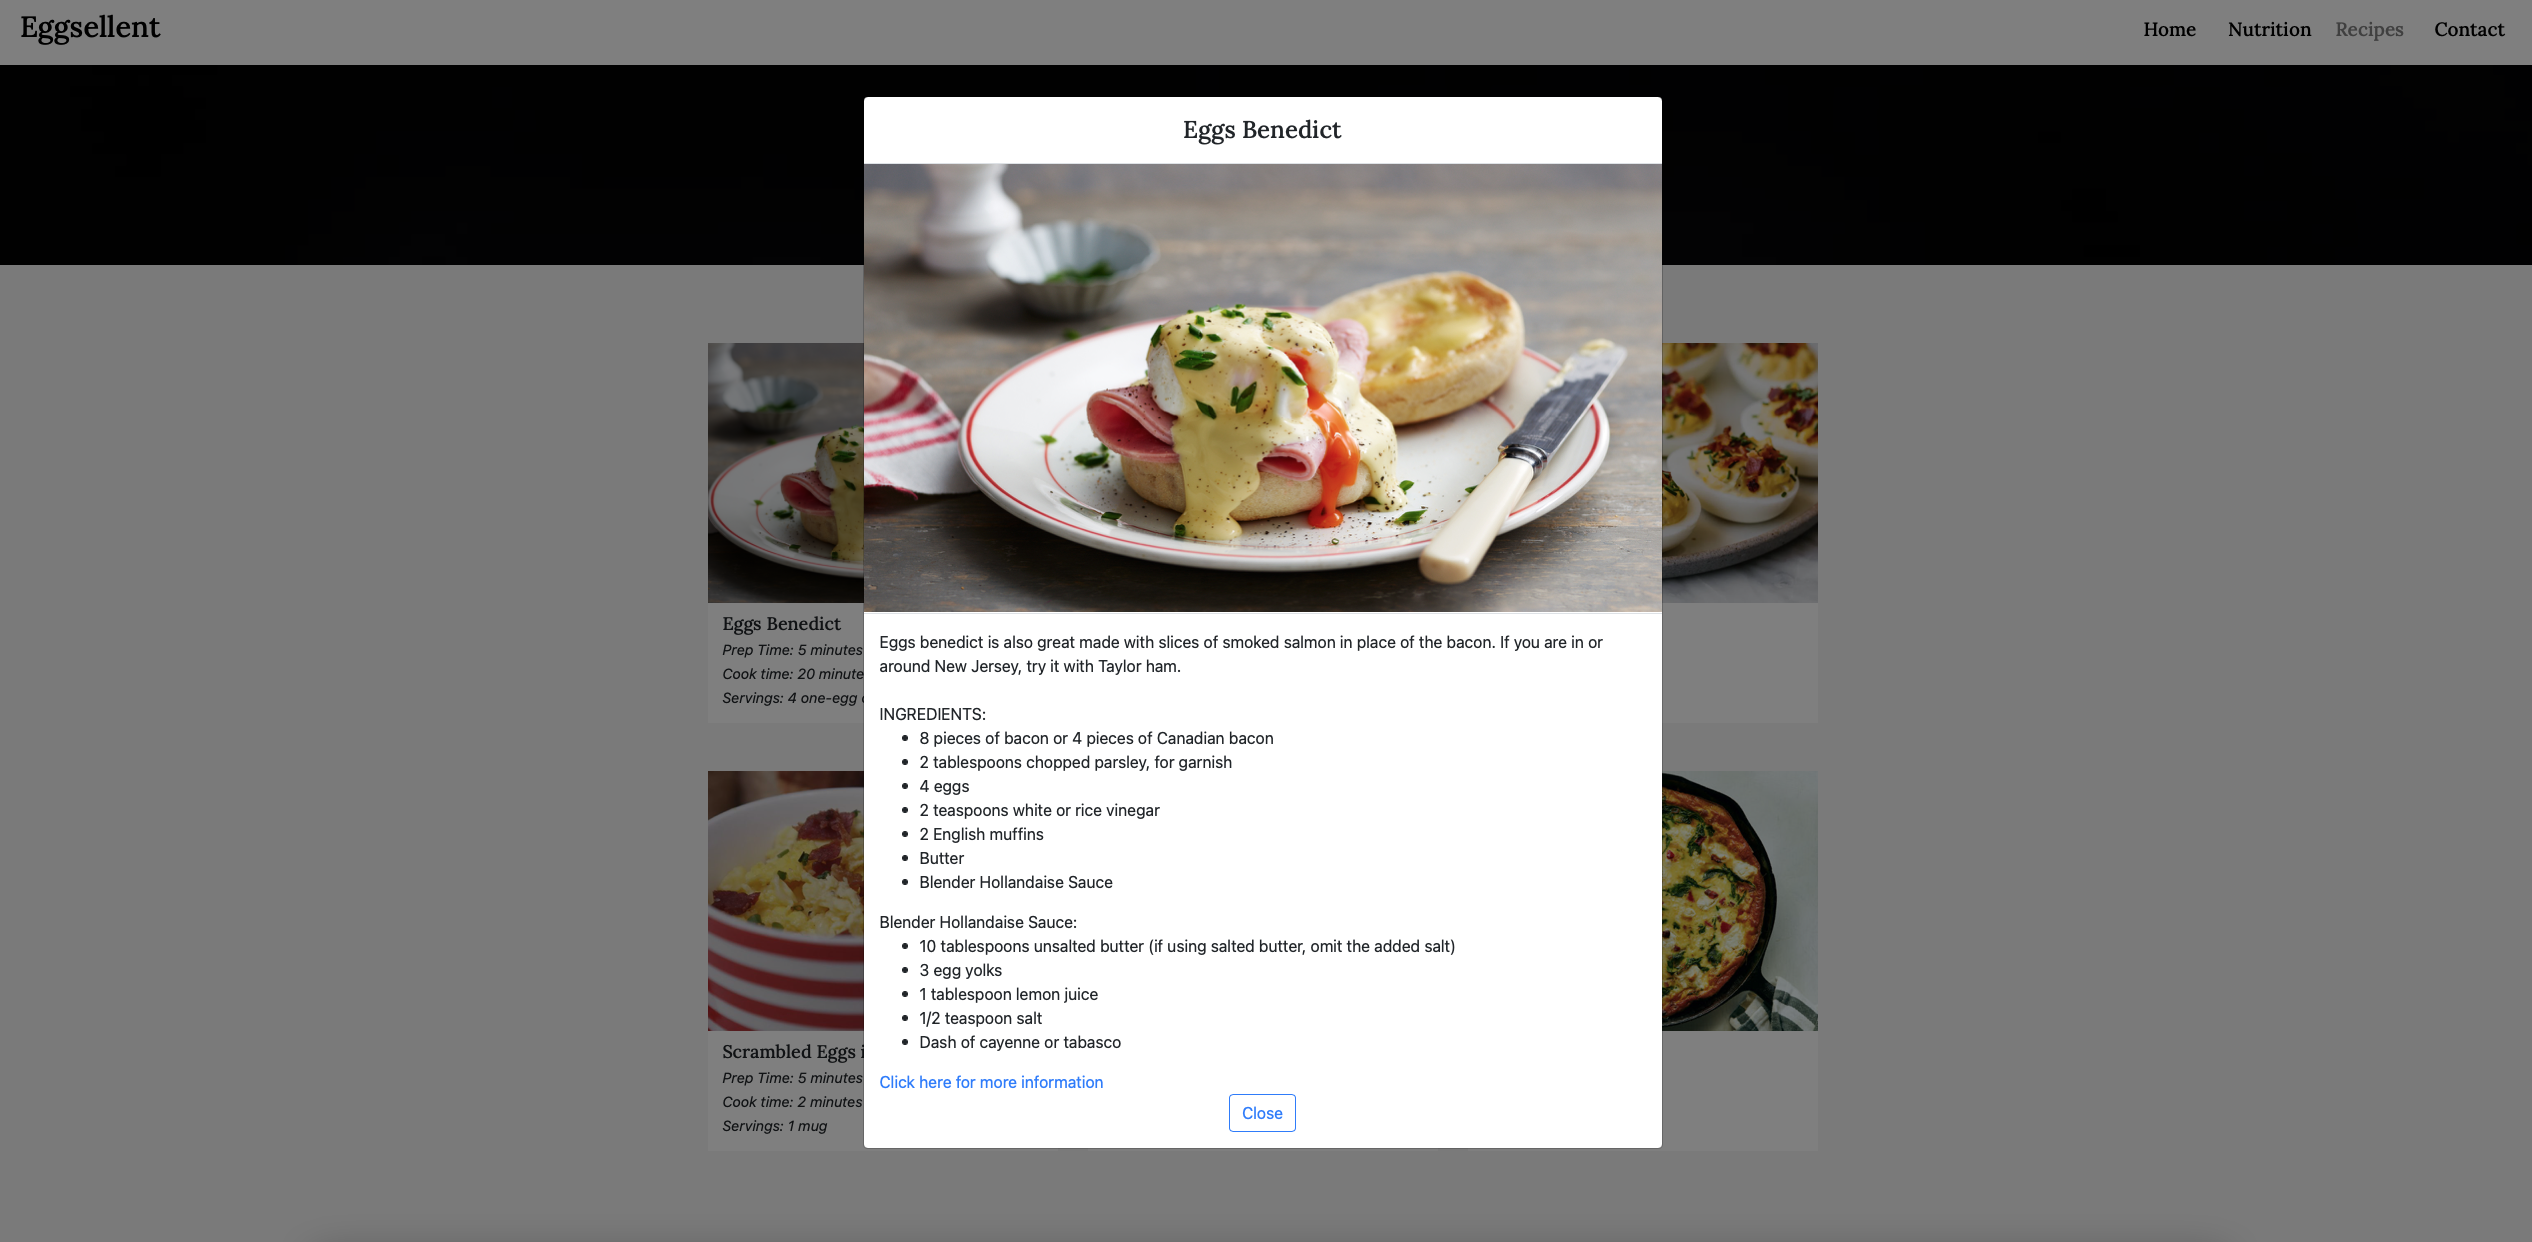 Eggsellent
Home Nutrition Recipes Contact
Eggs Benedict
Eggs benedict is also great made with slices of smoked salmon in place of the bacon. If you are in or
around New Jersey, try it with Taylor ham.
INGREDIENTS:
8 pieces of bacon or 4 pieces of Canadian bacon
2 tablespoons chopped parsley, for garnish
4 eggs
2 teaspoons white or rice vinegar
2 English muffins
Butter
Blender Hollandaise Sauce
Blender Hollandaise Sauce:
10 tablespoons unsalted butter (if using salted butter, omit the added salt)
3 egg yolks
1 tablespoon lemon juice
1/2 teaspoon salt
Dash of cayenne or tabasco
Click here for more information
Close
Eggs Benedict
Prep Time: 5 minutes
Cook time: 20 minute
Servings: 4 one-egg
Scrambled Eggs i
Prep Time: 5 minutes
Cook time: 2 minutes
Servings: 1 mug